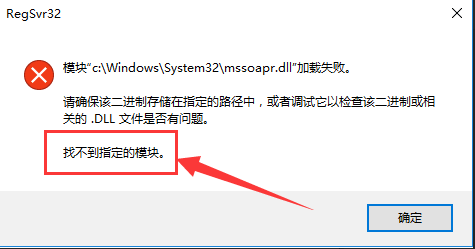 RegSvr32
模块“c:\Windows\System32\mssoapr.dll”加载失败。
请确保该二进制存储在指定的路径中，或者调试它以检查该二进制或相
关的 .DLL 文件是否有问题。
找不到指定的模块。
确定